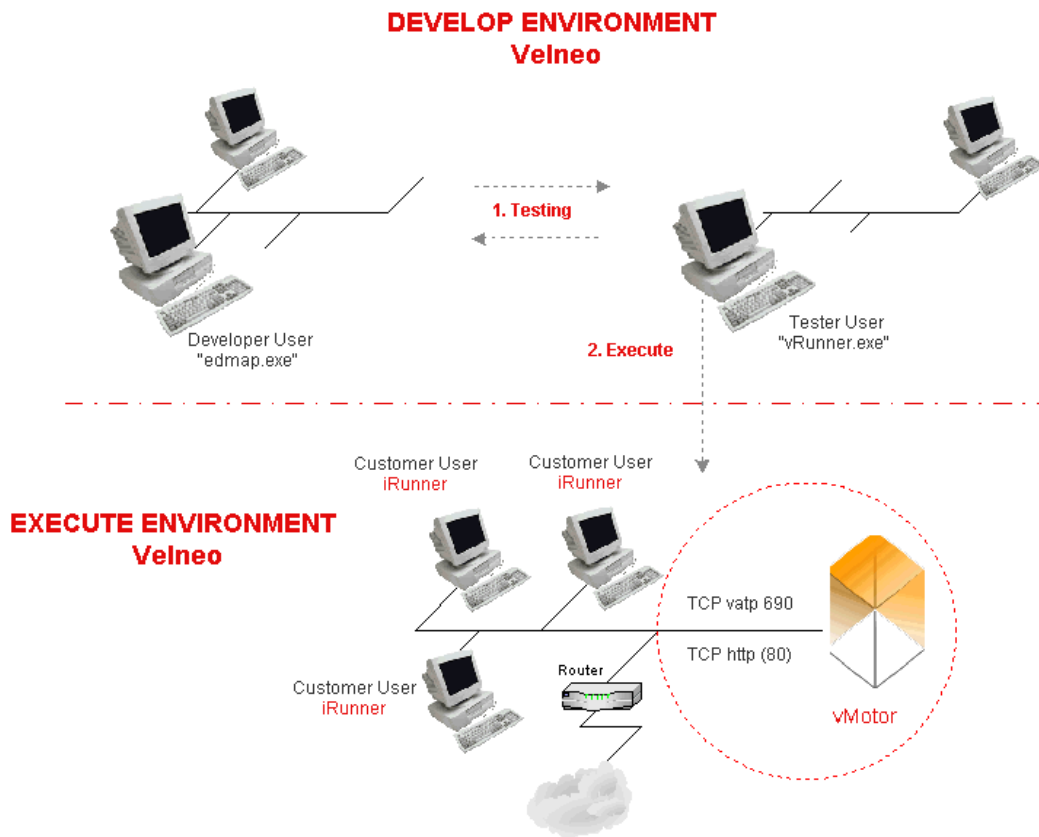 DEVELOP ENVIRONMENT
Velneo
1. Testing
Developer User
"edmap.exe"
Tester User
"vRunner.exe"
2. Execute
Customer User
iRunner
Customer User
iRunner
EXECUTE ENVIRONMENT
Velneo
TCP vatp 690
TCP http (80)
Router
Customer User
iRunner
vMotor